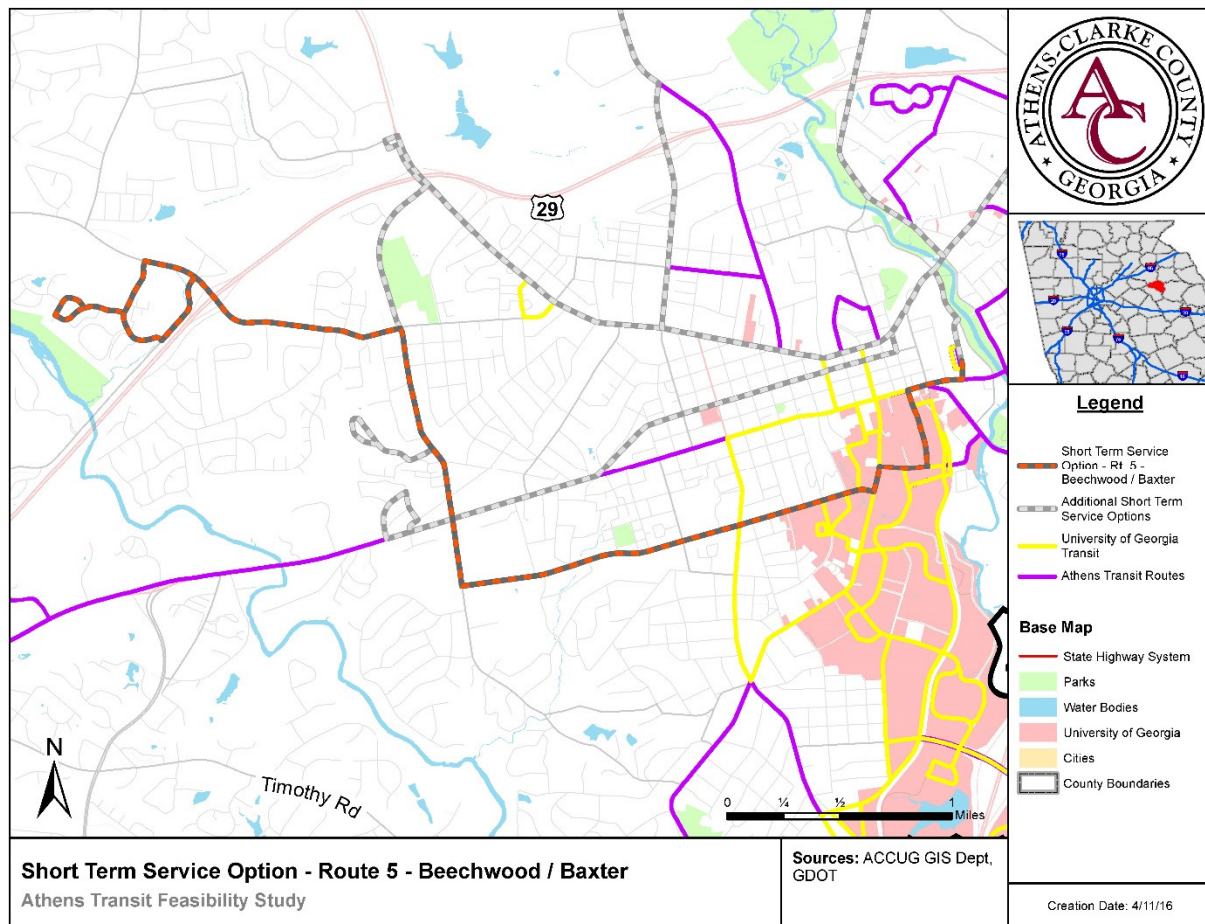 29
Timothy Rd
N
0 ¼ ½ 1
Miles
ATHENS-CLARKE COUNTY
AC
GEORGIA
Legend
Short Term Service
Option - Rt. 5 -
Beechwood / Baxter
Additional Short Term
Service Options
University of Georgia
Transit
Athens Transit Routes
Base Map
State Highway System
Parks
Water Bodies
University of Georgia
Cities
County Boundaries
Short Term Service Option - Route 5 - Beechwood / Baxter
Athens Transit Feasibility Study
Sources: ACCUG GIS Dept,
GDOT
Creation Date: 4/11/16